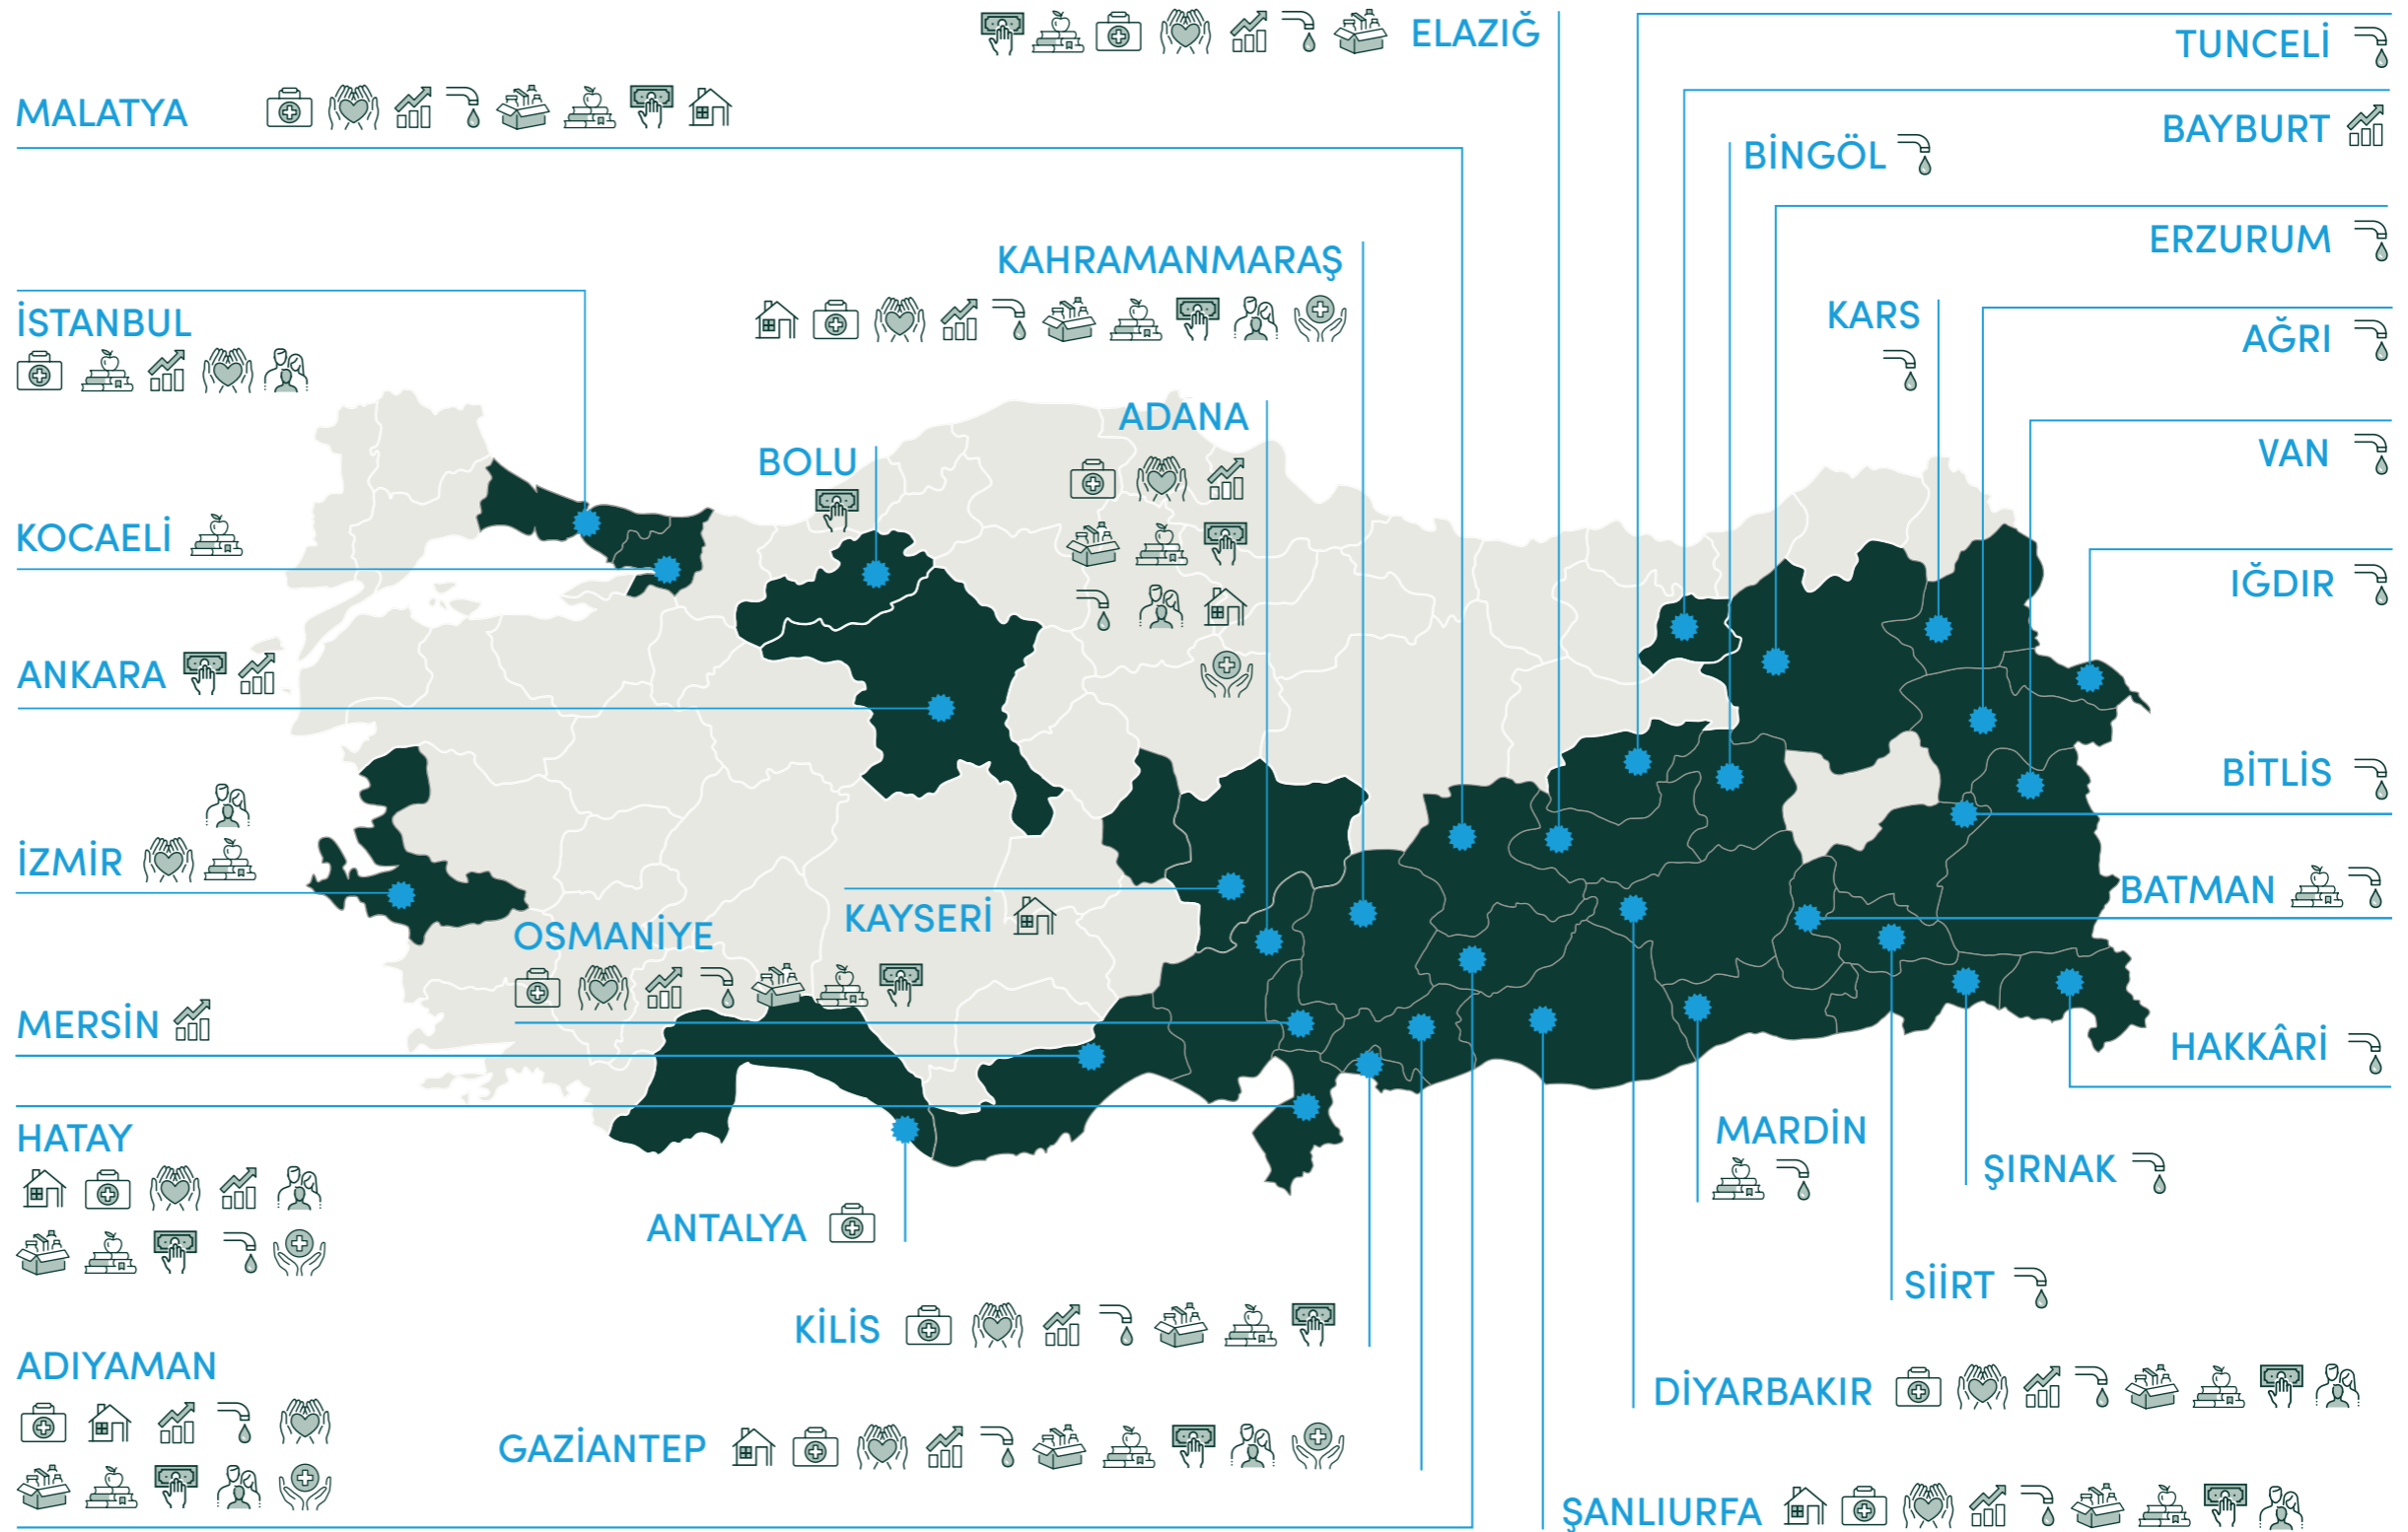 ELAZIĞ
TUNCELİ
MALATYA
BAYBURT
BİNGÖL
ERZURUM
KAHRAMANMARAŞ
İSTANBUL
KARS
AĞRI
ADANA
BOLU
VAN
KOCAELİ
IĞDIR
ANKARA
BİTLİS
İZMİR
BATMAN
KAYSERİ
OSMANİYE
MERSİN
HAKKÂRİ
HATAY
MARDİN
ŞIRNAK
ANTALYA
SİİRT
KİLİS
ADIYAMAN
DİYARBAKIR
GAZİANTEP
ŞANLIURFA